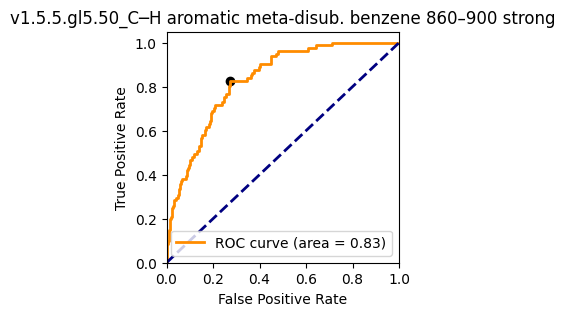 v1.5.5.gl5.50_C─H aromatic meta-disub. benzene 860–900 strong
1.0
0.8
0.6
0.4
0.2
0.0
True Positive Rate
ROC curve (area = 0.83)
0.0 0.2 0.4 0.6 0.8 1.0
False Positive Rate